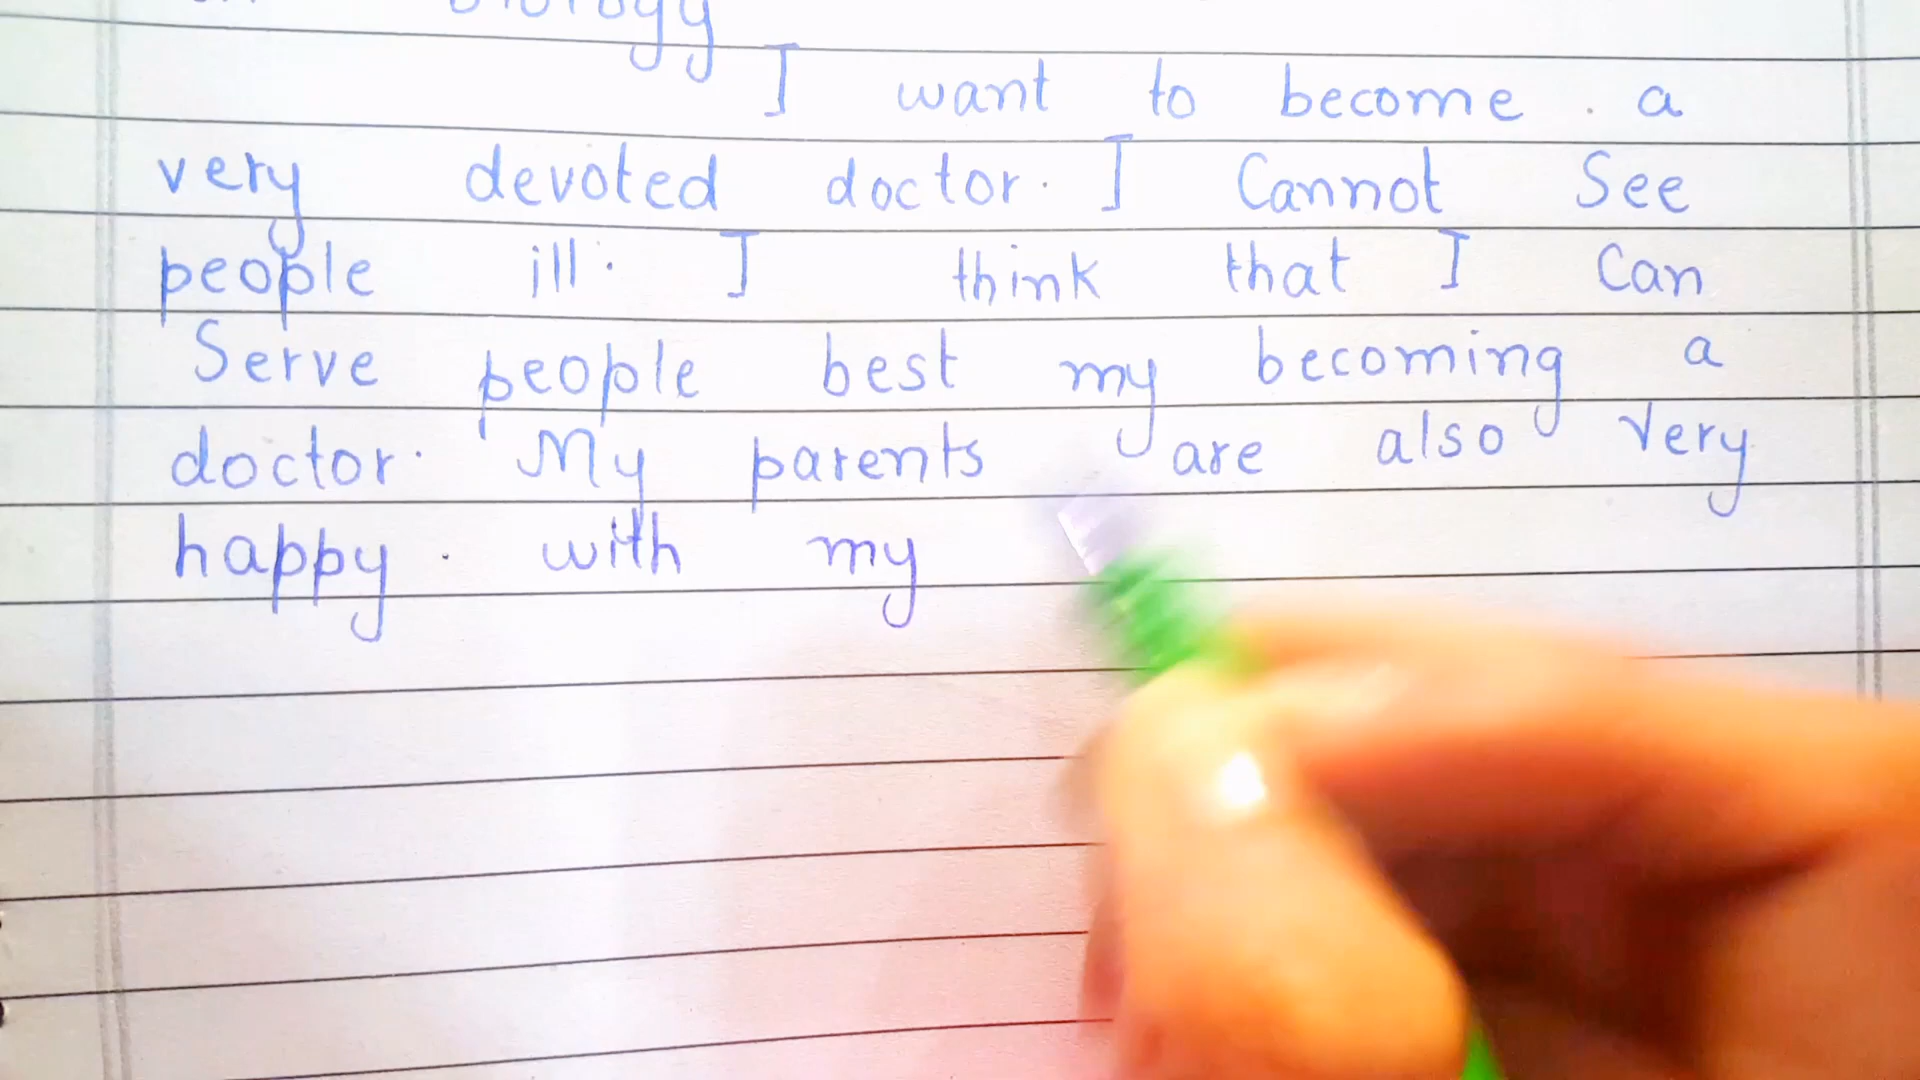 Biology
I want to become . a
very devoted doctor. I Cannot See
people ill. I think that I Can
Serve people best my becoming a
doctor. My parents are also very
happy. with my